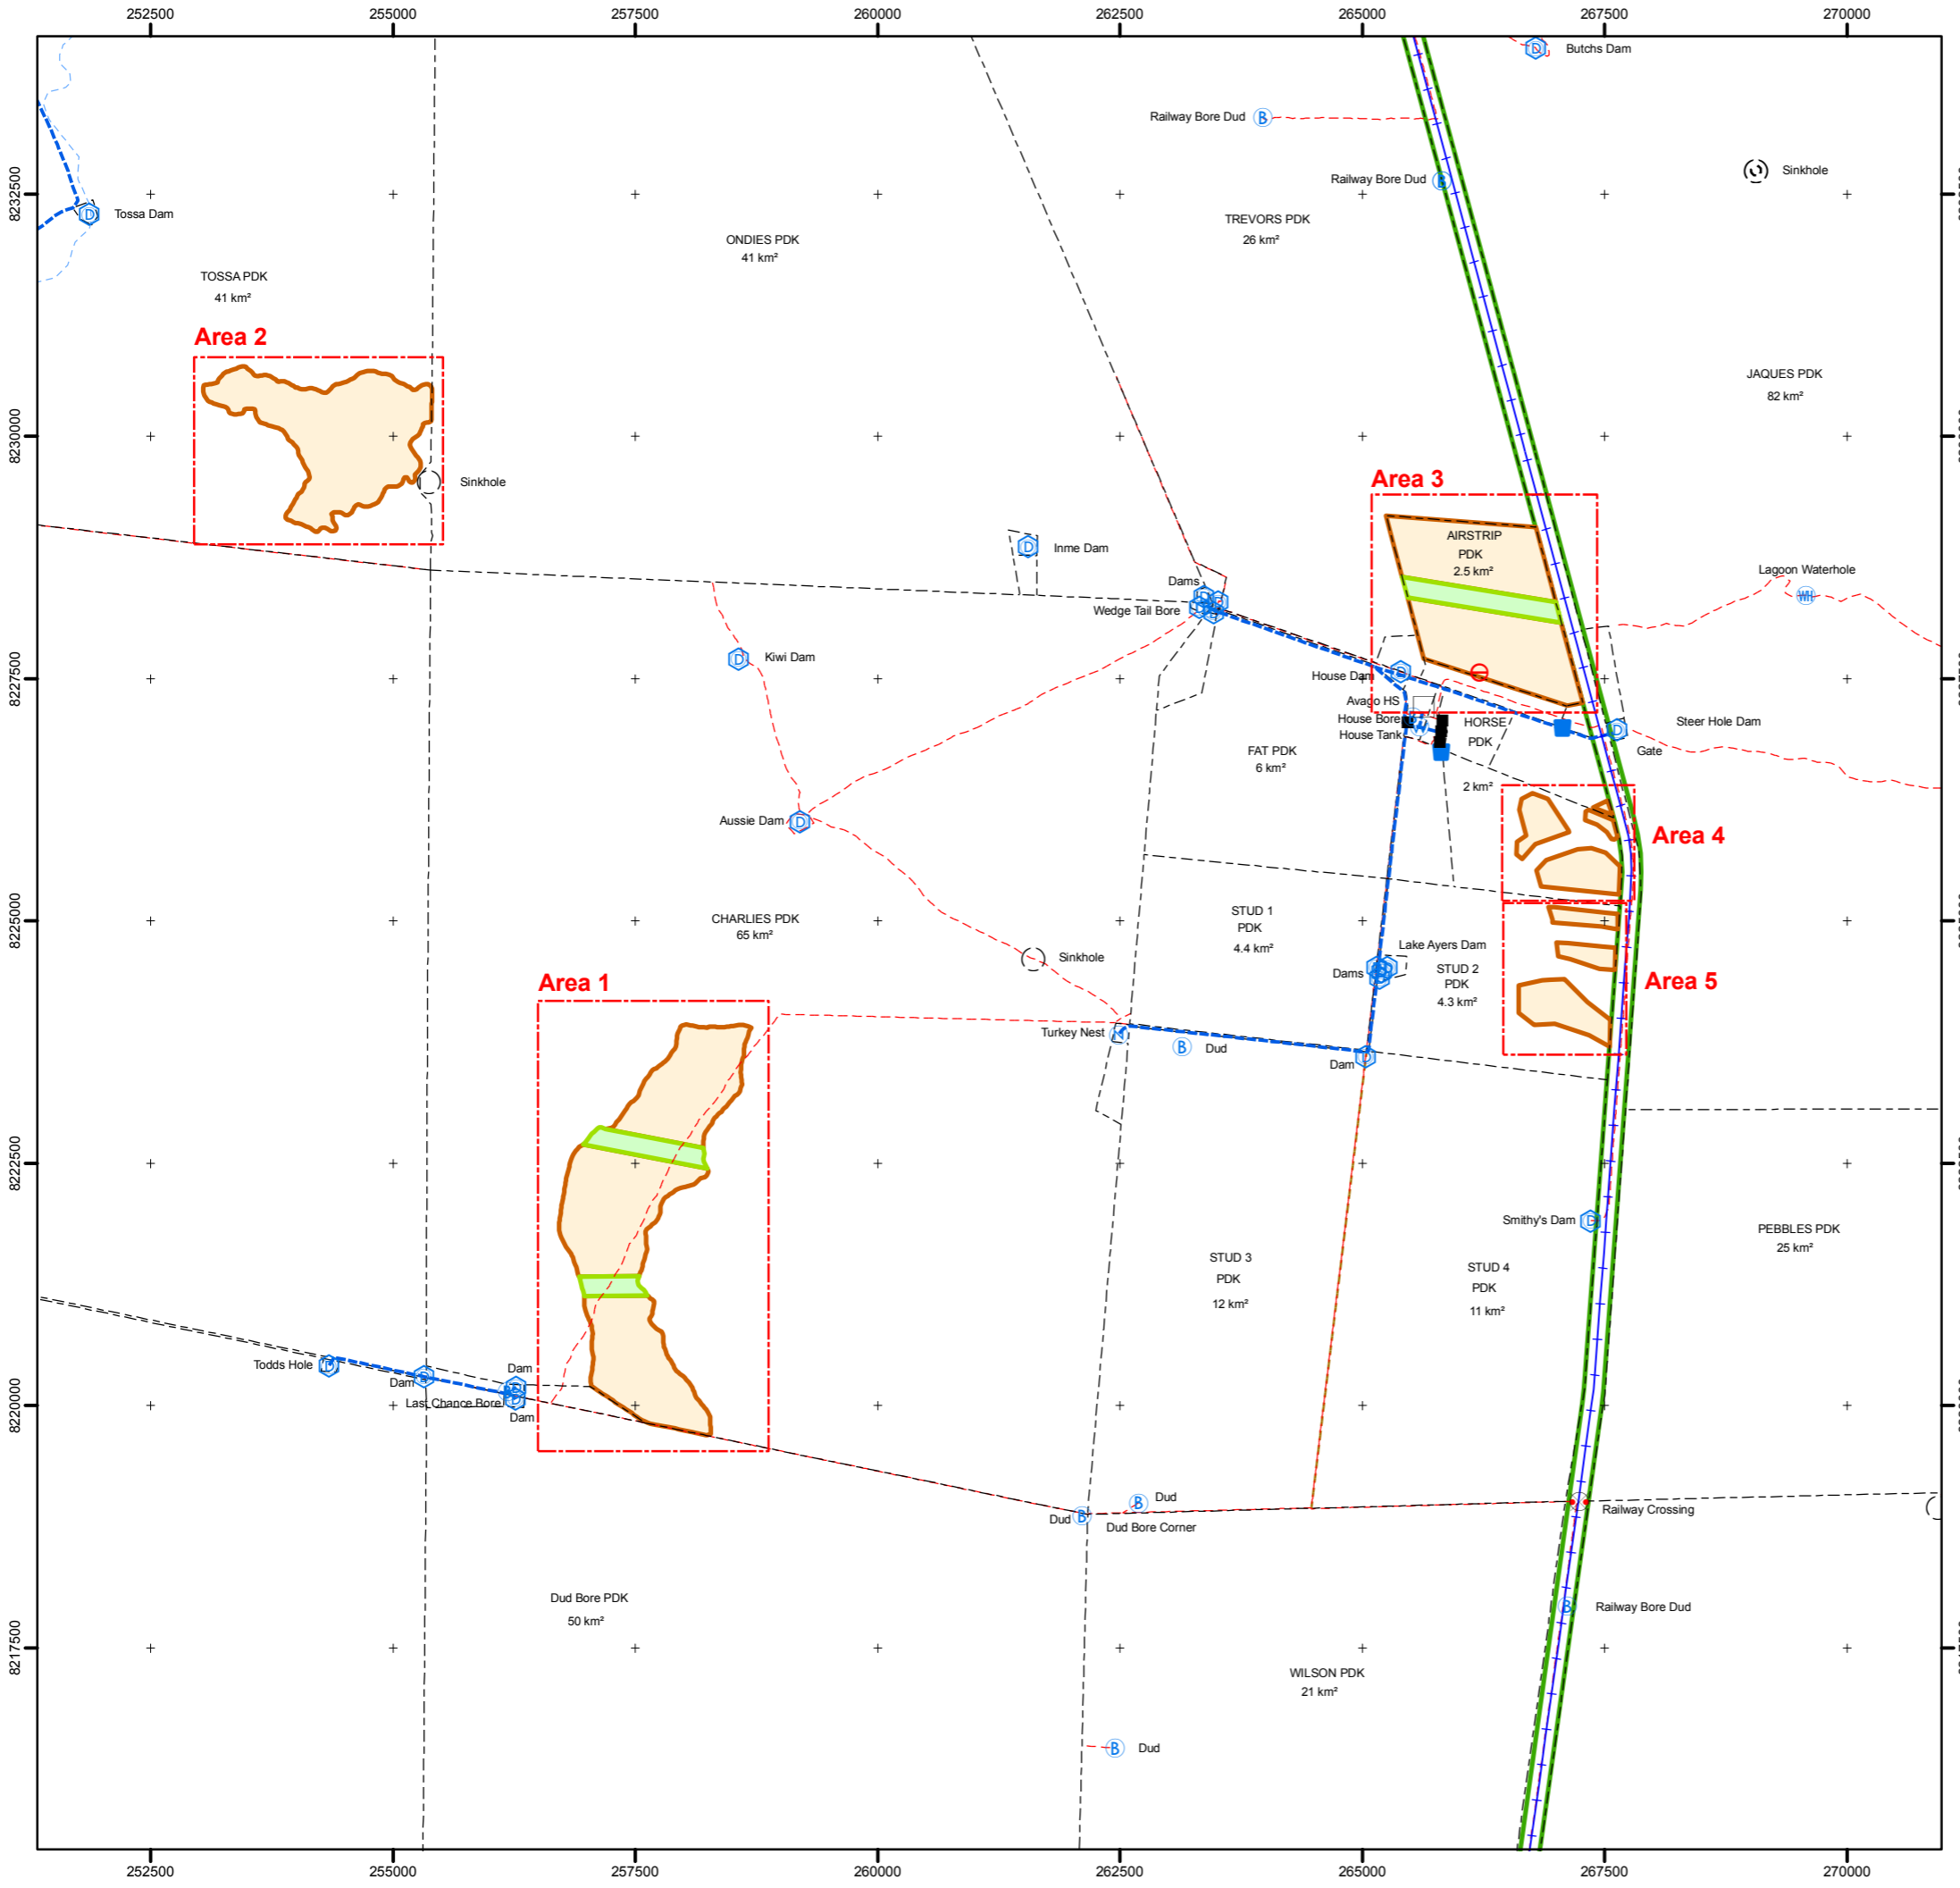 252500 255000 257500 260000 262500 265000 267500 270000
Butchs Dam
Railway Bore Dud
Sinkhole
Railway Bore Dud
8232500
Tossa Dam
TREVORS PDK
26 km²
ONDIES PDK
41 km²
TOSSA PDK
41 km²
Area 2
JAQUES PDK
82 km²
8230000
Area 3
Sinkhole
AIRSTRIP
PDK
2.5 km²
Inme Dam
Lagoon Waterhole
Dams
Wedge Tail Bore
Kiwi Dam
8227500
House Dam
Avago HS
House Bore
House Tank
HORSE
PDK
2 km²
Steer Hole Dam
Gate
FAT PDK
6 km²
Aussie Dam
Area 4
8225000
CHARLIES PDK
65 km²
STUD 1
PDK
4.4 km²
Lake Ayers Dam
Dams
STUD 2
PDK
4.3 km²
Sinkhole
Area 5
Area 1
Turkey Nest
Dud
Dam
8222500
Smithy's Dam
PEBBLES PDK
25 km²
STUD 3
PDK
12 km²
STUD 4
PDK
11 km²
Todds Hole
Dam
Dam
Last Chance Bore
Dam
8220000
Dud
Dud
Dud Bore Corner
Railway Crossing
Dud Bore PDK
50 km²
Railway Bore Dud
8217500
WILSON PDK
21 km²
Dud
252500 255000 257500 260000 262500 265000 267500 270000